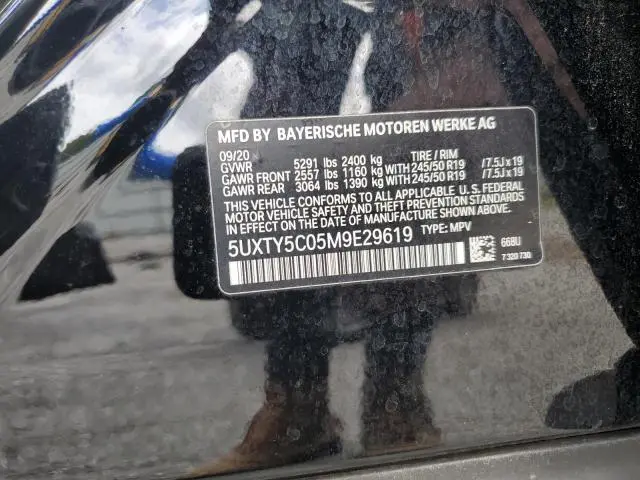 MFD BY BAYERISCHE MOTOREN WERKE AG
09/20
GVWR 5291 lbs 2400 kg TIRE / RIM
GAWR FRONT 2557 lbs 1160 kg WITH 245/50 R19 /7.5J x 19
GAWR REAR 3064 lbs 1390 kg WITH 245/50 R19 /7.5J x 19
THIS VEHICLE CONFORMS TO ALL APPLICABLE U. S. FEDERAL
MOTOR VEHICLE SAFETY AND THEFT PREVENTION STANDARDS
IN EFFECT ON THE DATE OF MANUFACTURE SHOWN ABOVE.
5UXTY5C05M9E29619 TYPE: MPV
668U
7 320 730